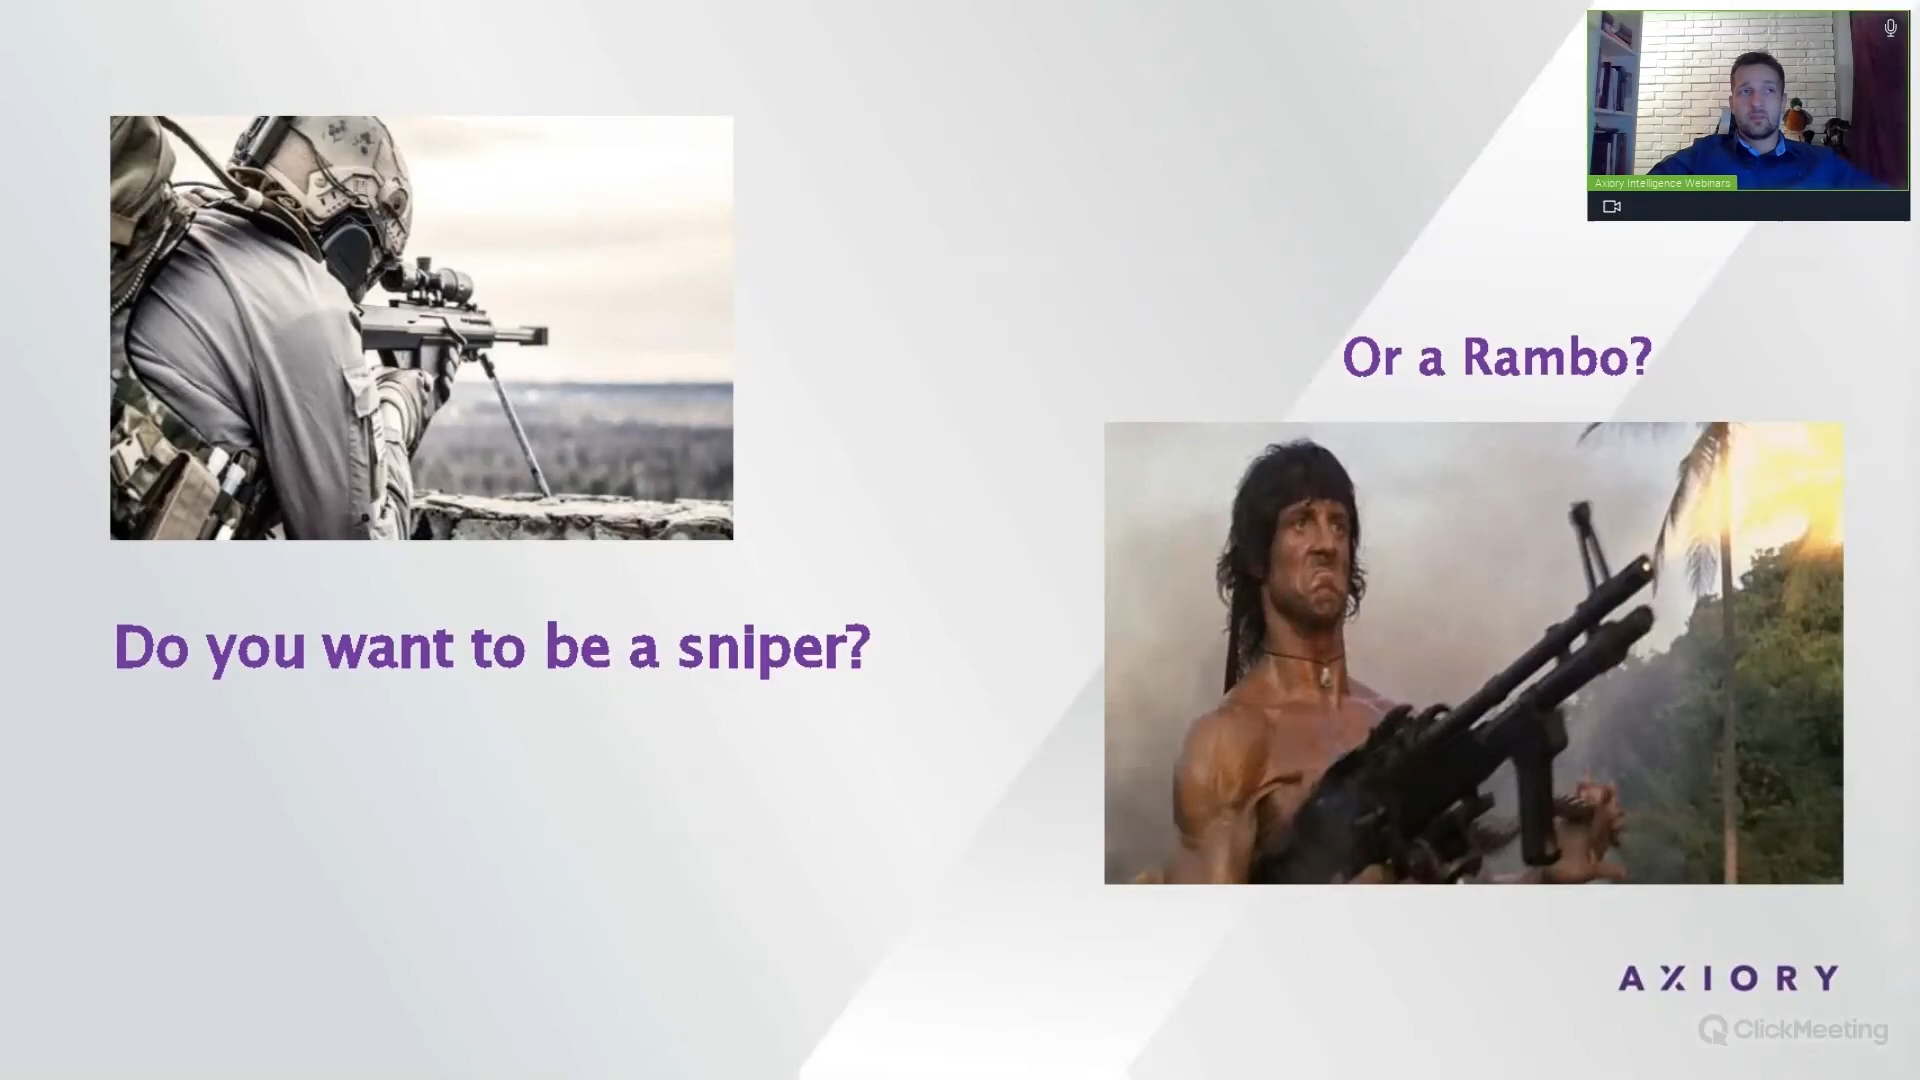 Axiory Intelligence Webinars
Or a Rambo?
Do you want to be a sniper?
AXIORY
ClickMeeting